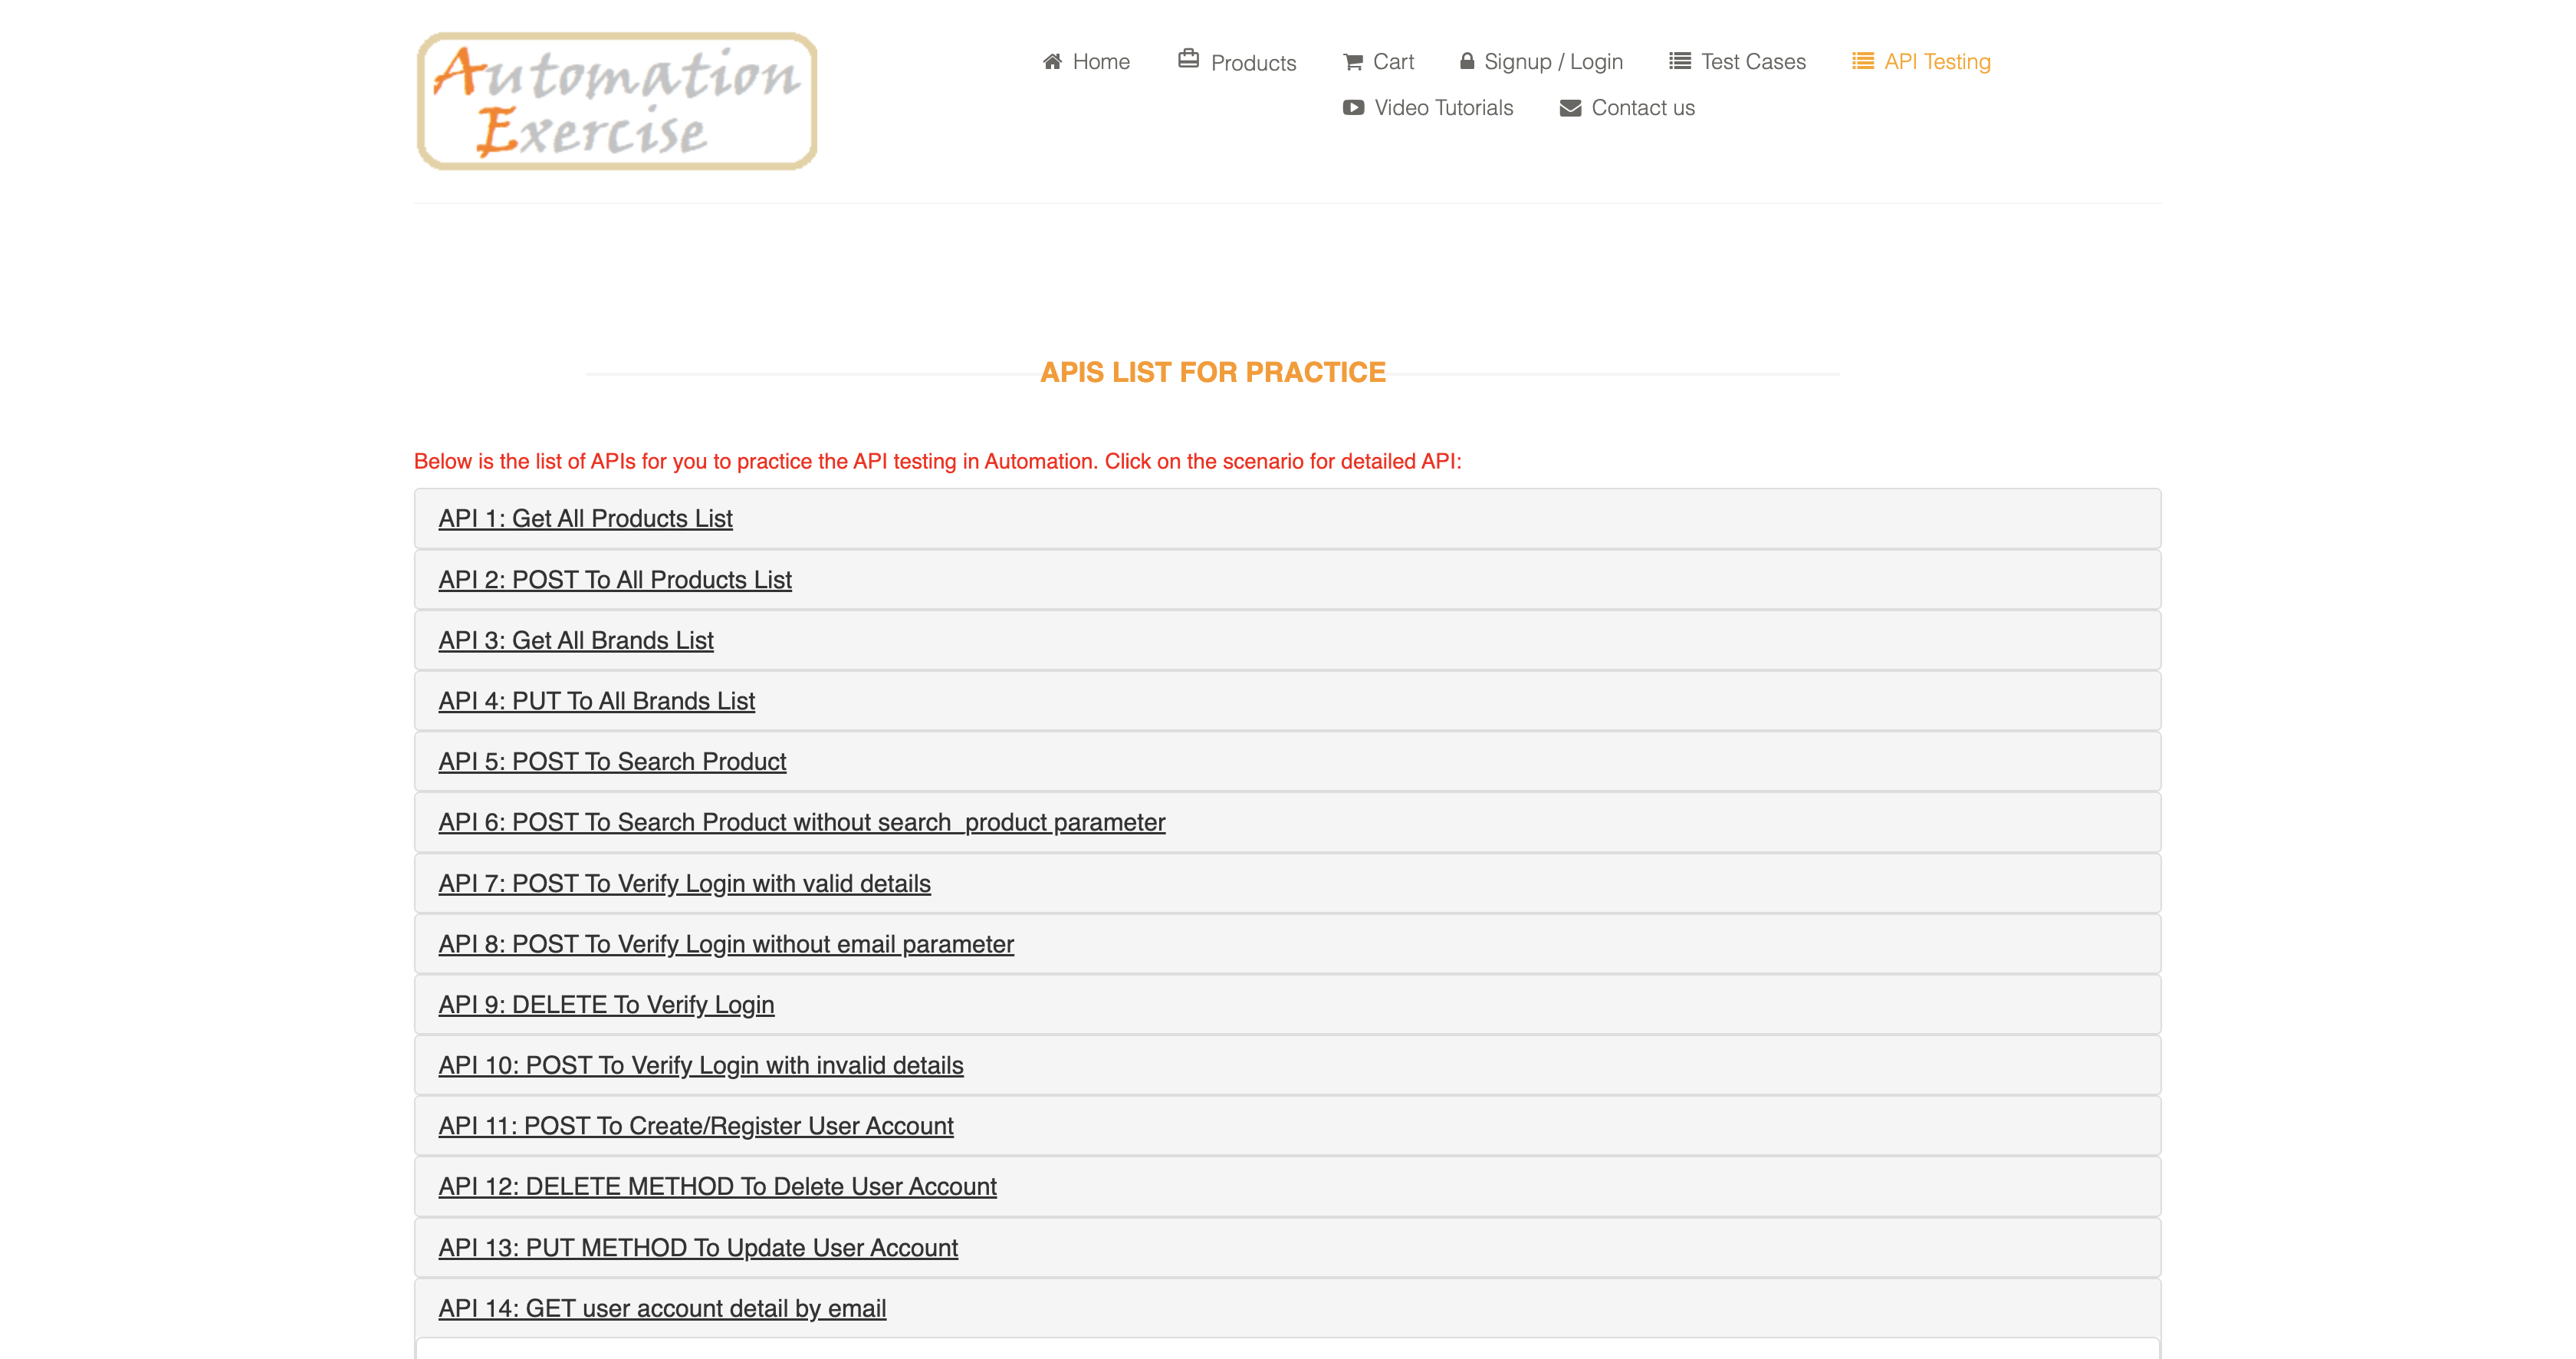 Automation
Exercise
Home Products Cart Signup / Login Test Cases API Testing
Video Tutorials Contact us
APIS LIST FOR PRACTICE
Below is the list of APIs for you to practice the API testing in Automation. Click on the scenario for detailed API:
API 1: Get All Products List
API 2: POST To All Products List
API 3: Get All Brands List
API 4: PUT To All Brands List
API 5: POST To Search Product
API 6: POST To Search Product without search_product parameter
API 7: POST To Verify Login with valid details
API 8: POST To Verify Login without email parameter
API 9: DELETE To Verify Login
API 10: POST To Verify Login with invalid details
API 11: POST To Create/Register User Account
API 12: DELETE METHOD To Delete User Account
API 13: PUT METHOD To Update User Account
API 14: GET user account detail by email